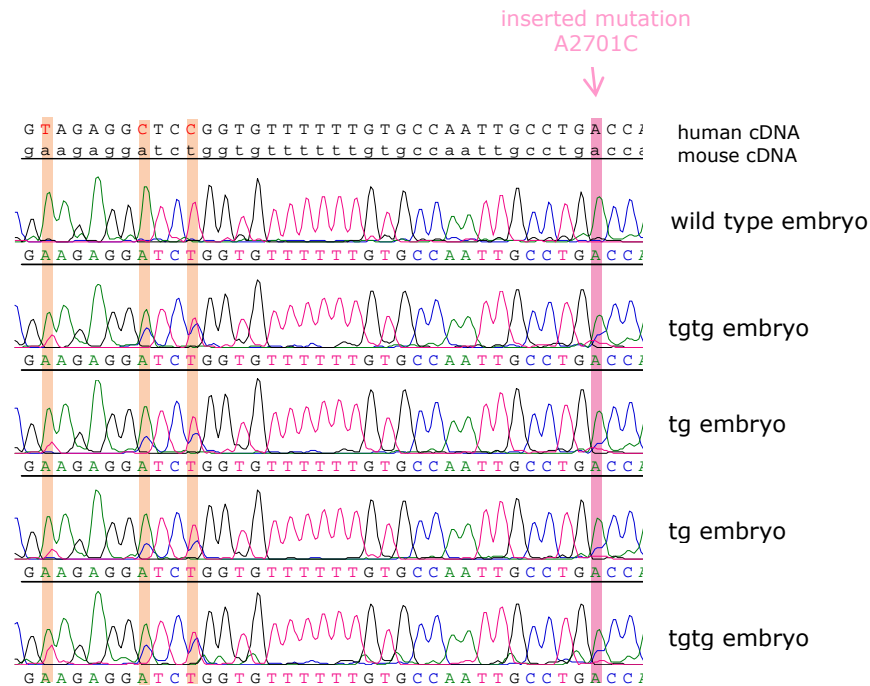 inserted mutation
A2701C
GTAGAGGCTCCGGTGTTTTTTGTGCCAATTGCCTGACCA human cDNA
gaagaggatctggtgttttttgtgccaattgcctgacca mouse cDNA
wild type embryo
GAAGAGGATCTGGTGTTTTTTGTGCCAATTGCCTGACCA
tgtg embryo
GAAGAGGATCTGGTGTTTTTTGTGCCAATTGCCTGACCA
tg embryo
GAAGAGGATCTGGTGTTTTTTGTGCCAATTGCCTGACCA
tg embryo
GAAGAGGATCTGGTGTTTTTTGTGCCAATTGCCTGACCA
tgtg embryo
GAAGAGGATCTGGTGTTTTTTGTGCCAATTGCCTGACCA